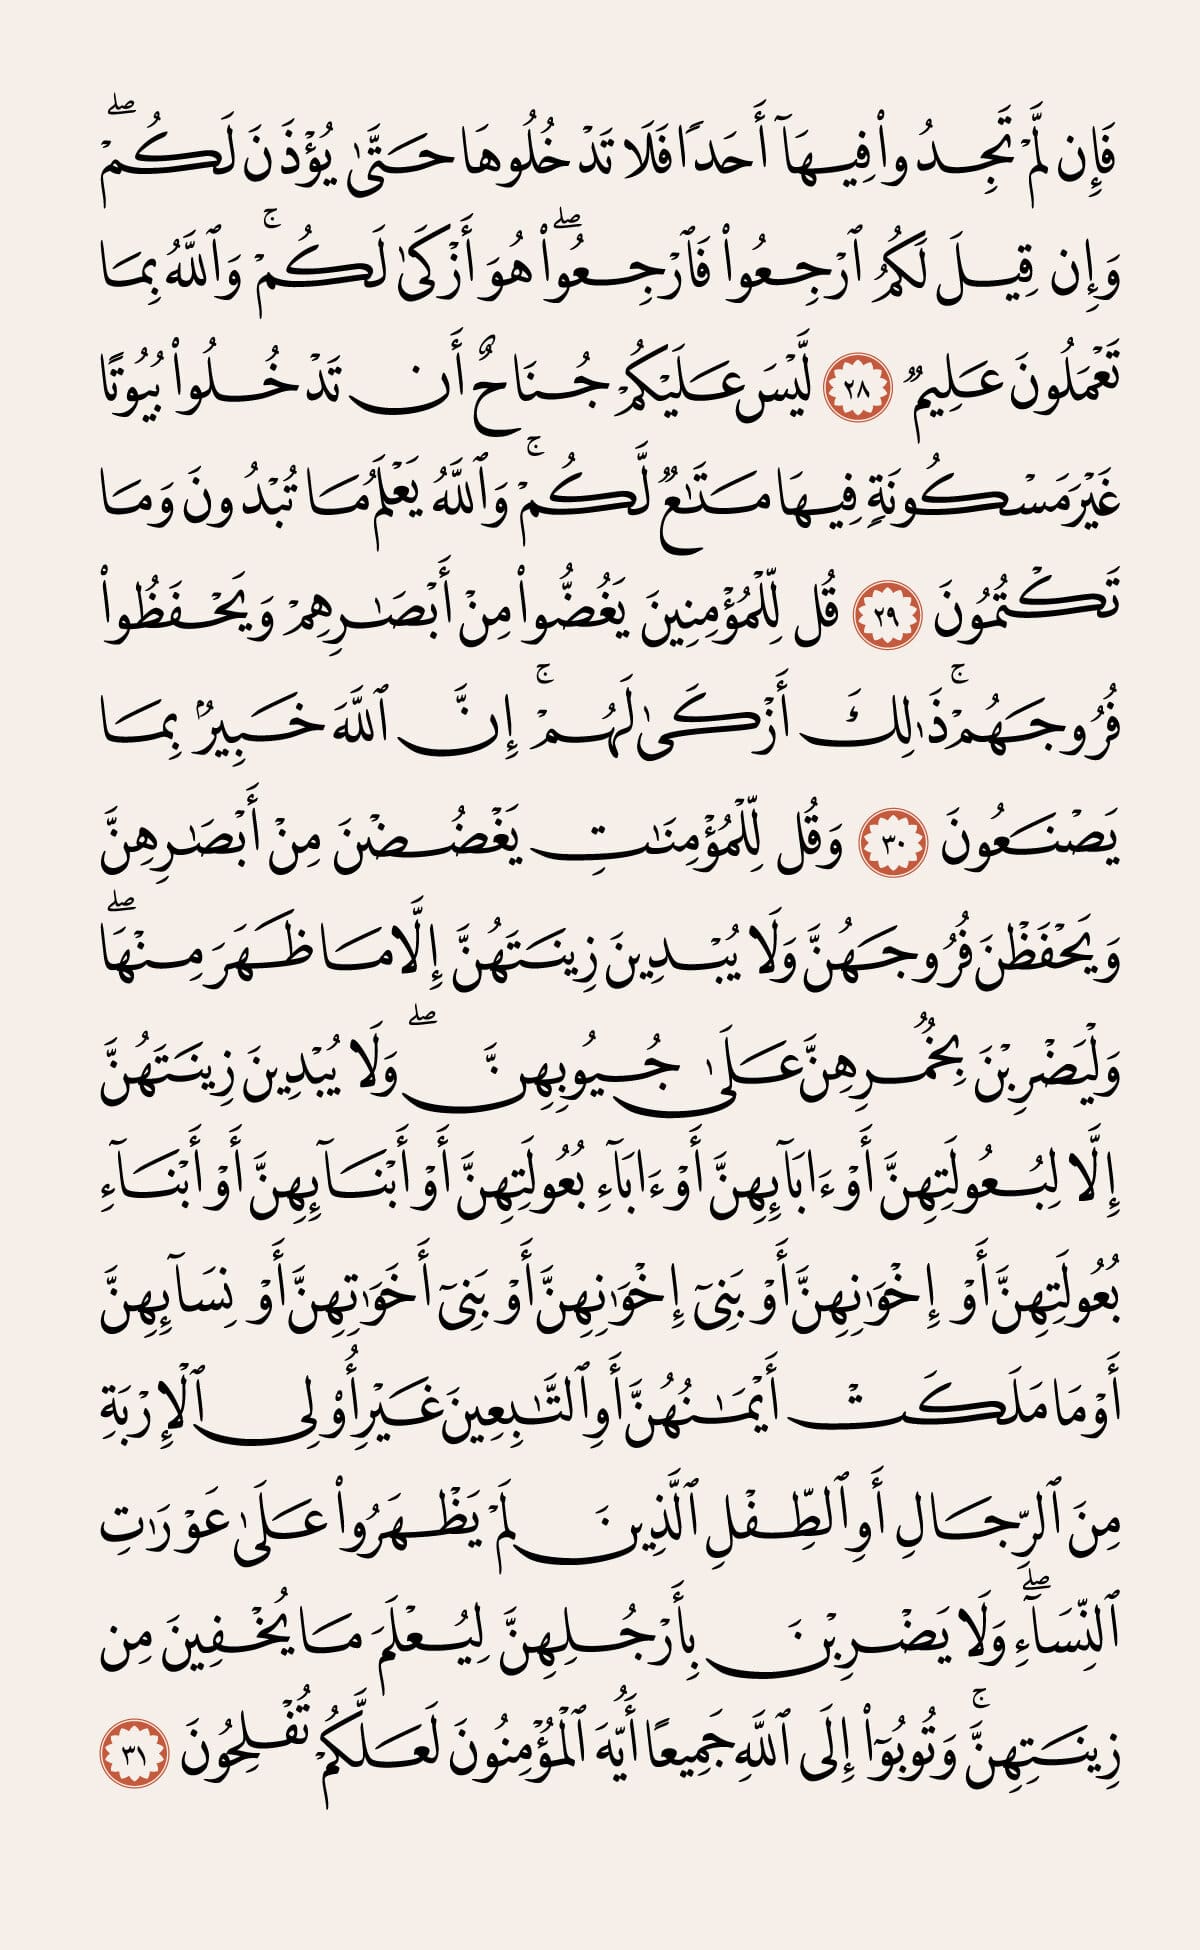 فَإِن لَّمْ تَجِدُوا۟ فِيهَآ أَحَدًا فَلَا تَدْخُلُوهَا حَتَّىٰ يُؤْذَنَ لَكُمْ ۖ
وَإِن قِيلَ لَكُمُ ٱرْجِعُوا۟ فَٱرْجِعُوا۟ ۖ هُوَ أَزْكَىٰ لَكُمْ ۚ وَٱللَّهُ بِمَا
تَعْمَلُونَ عَلِيمٌ ٢٨ لَّيْسَ عَلَيْكُمْ جُنَاحٌ أَن تَدْخُلُوا۟ بُيُوتًا
غَيْرَ مَسْكُونَةٍ فِيهَا مَتَـٰعٌ لَّكُمْ ۚ وَٱللَّهُ يَعْلَمُ مَا تُبْدُونَ وَمَا
تَكْتُمُونَ ٢٩ قُل لِّلْمُؤْمِنِينَ يَغُضُّوا۟ مِنْ أَبْصَـٰرِهِمْ وَيَحْفَظُوا۟
فُرُوجَهُمْ ۚ ذَٰلِكَ أَزْكَىٰ لَهُمْ ۚ إِنَّ ٱللَّهَ خَبِيرٌۢ بِمَا
يَصْنَعُونَ ٣٠ وَقُل لِّلْمُؤْمِنَـٰتِ يَغْضُضْنَ مِنْ أَبْصَـٰرِهِنَّ
وَيَحْفَظْنَ فُرُوجَهُنَّ وَلَا يُبْدِينَ زِينَتَهُنَّ إِلَّا مَا ظَهَرَ مِنْهَا ۖ
وَلْيَضْرِبْنَ بِخُمُرِهِنَّ عَلَىٰ جُيُوبِهِنَّ ۖ وَلَا يُبْدِينَ زِينَتَهُنَّ
إِلَّا لِبُعُولَتِهِنَّ أَوْ ءَابَآئِهِنَّ أَوْ ءَابَآءِ بُعُولَتِهِنَّ أَوْ أَبْنَآئِهِنَّ أَوْ أَبْنَآءِ
بُعُولَتِهِنَّ أَوْ إِخْوَٰنِهِنَّ أَوْ بَنِىٓ إِخْوَٰنِهِنَّ أَوْ بَنِىٓ أَخَوَٰتِهِنَّ أَوْ نِسَآئِهِنَّ
أَوْ مَا مَلَكَتْ أَيْمَـٰنُهُنَّ أَوِ ٱلتَّـٰبِعِينَ غَيْرِ أُو۟لِى ٱلْإِرْبَةِ
مِنَ ٱلرِّجَالِ أَوِ ٱلطِّفْلِ ٱلَّذِينَ لَمْ يَظْهَرُوا۟ عَلَىٰ عَوْرَٰتِ
ٱلنِّسَآءِ ۖ وَلَا يَضْرِبْنَ بِأَرْجُلِهِنَّ لِيُعْلَمَ مَا يُخْفِينَ مِن
زِينَتِهِنَّ ۚ وَتُوبُوٓا۟ إِلَى ٱللَّهِ جَمِيعًا أَيُّهَ ٱلْمُؤْمِنُونَ لَعَلَّكُمْ تُفْلِحُونَ ٣١